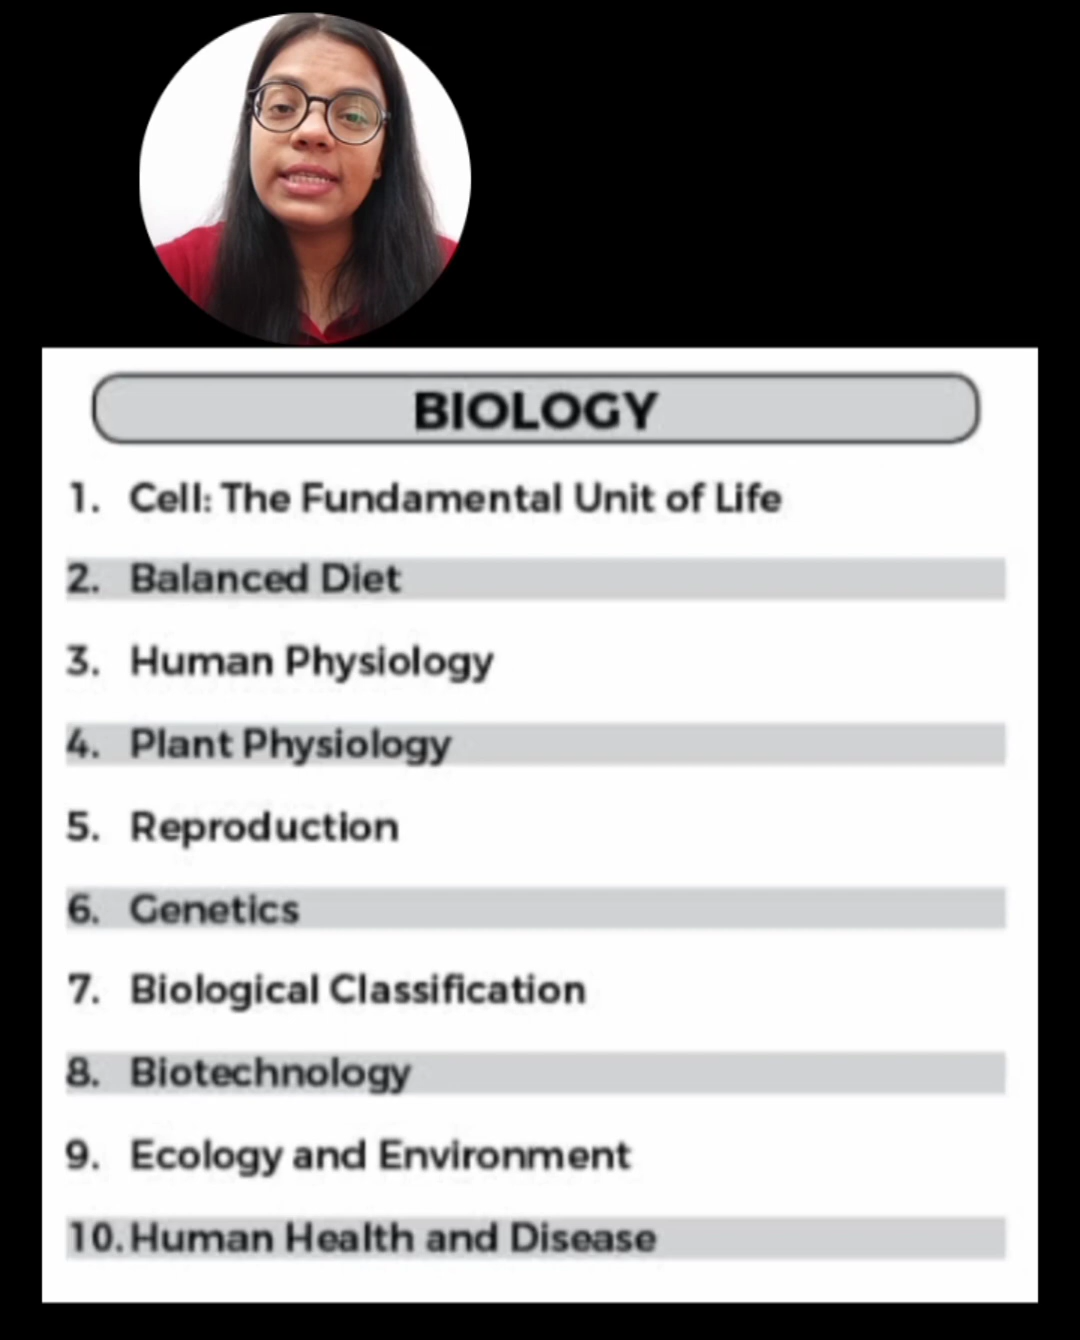 BIOLOGY
1. Cell: The Fundamental Unit of Life
2. Balanced Diet
3. Human Physiology
4. Plant Physiology
5. Reproduction
6. Genetics
7. Biological Classification
8. Biotechnology
9. Ecology and Environment
10. Human Health and Disease